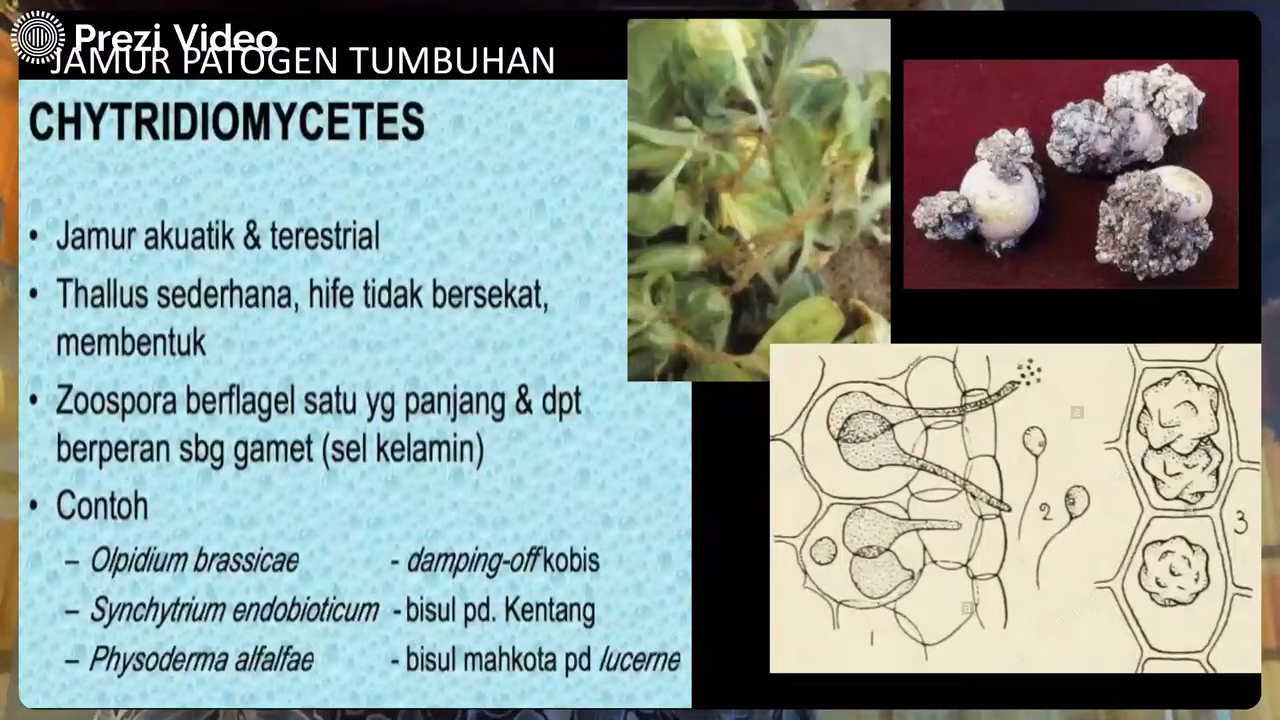 Prezi Video
JAMUR PATOGEN TUMBUHAN
CHYTRIDIOMYCETES
• Jamur akuatik & terestrial
• Thallus sederhana, hife tidak bersekat,
membentuk
• Zoospora berflagel satu yg panjang & dpt
berperan sbg gamet (sel kelamin)
• Contoh
– Olpidium brassicae - damping-off kobis
– Synchytrium endobioticum - bisul pd. Kentang
– Physoderma alfalfae - bisul mahkota pd lucerne
1
2
3